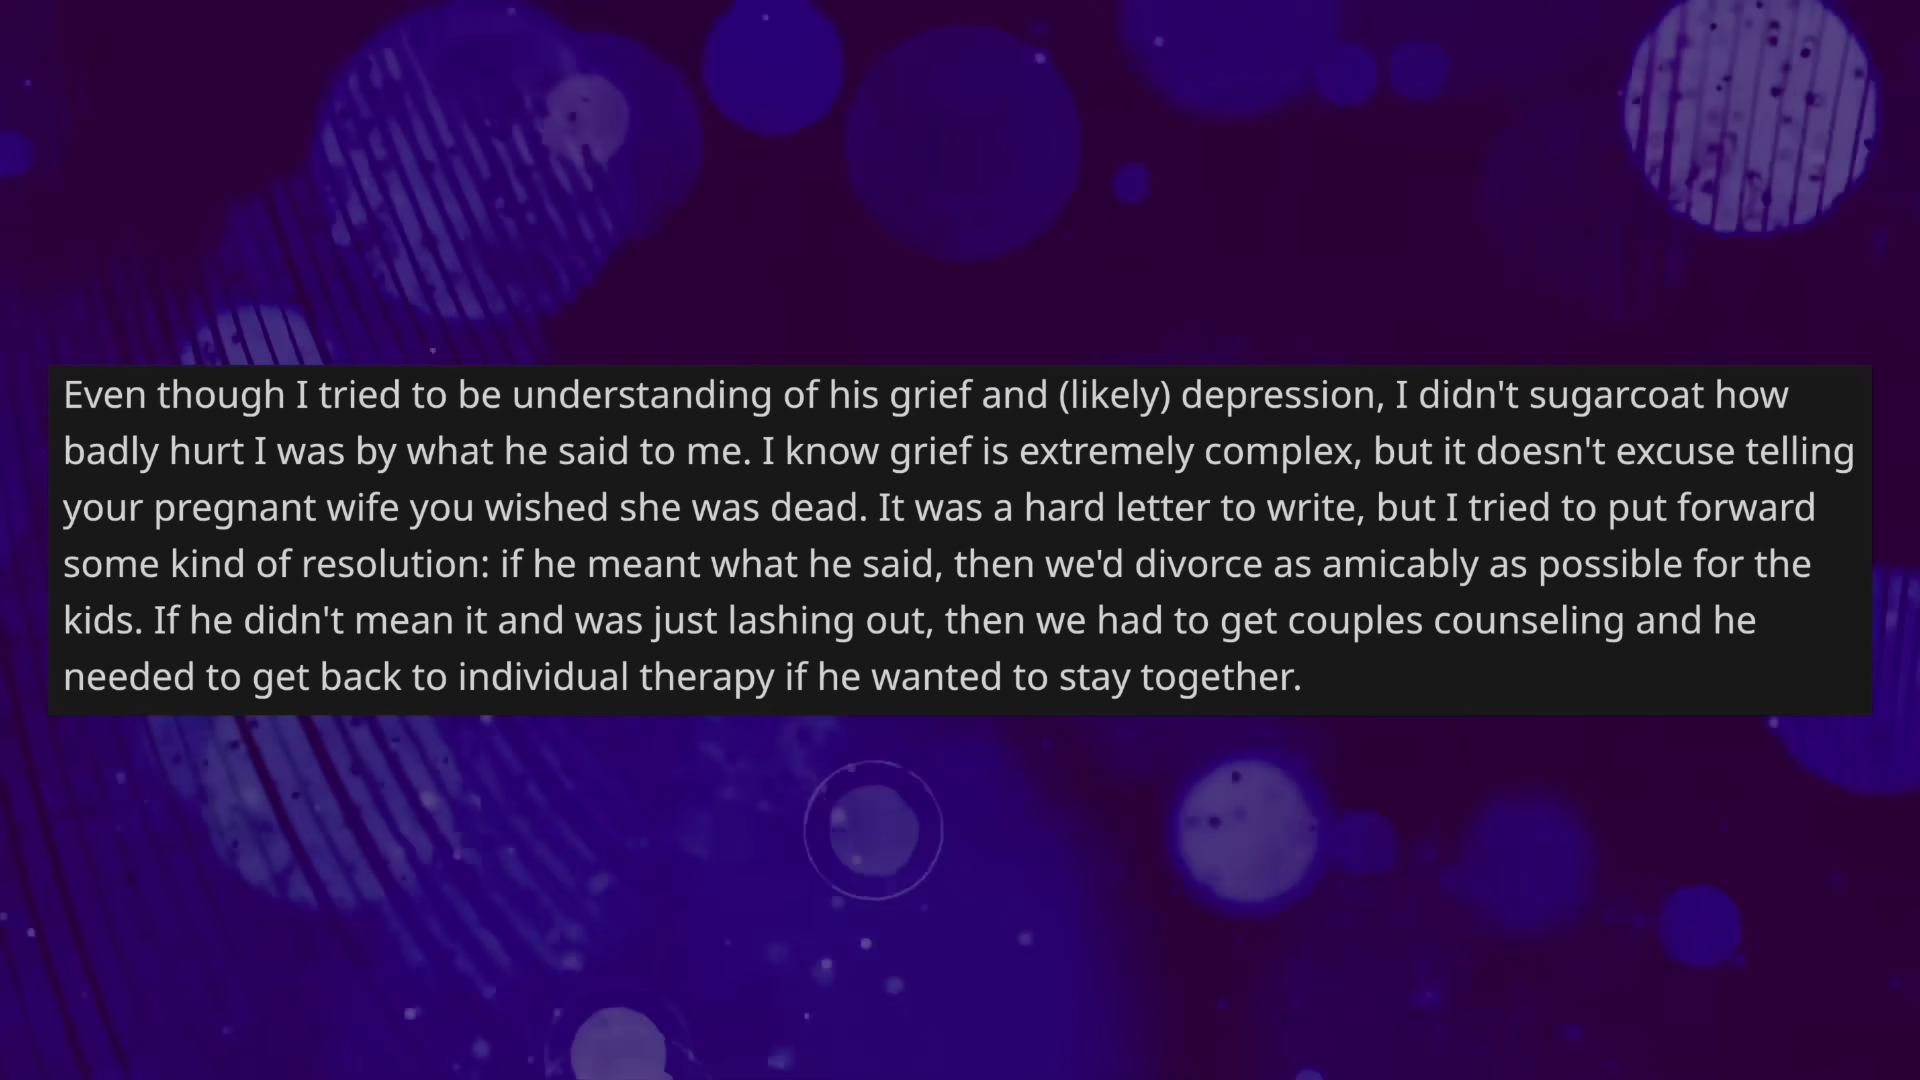 Even though I tried to be understanding of his grief and (likely) depression, I didn't sugarcoat how
badly hurt I was by what he said to me. I know grief is extremely complex, but it doesn't excuse telling
your pregnant wife you wished she was dead. It was a hard letter to write, but I tried to put forward
some kind of resolution: if he meant what he said, then we'd divorce as amicably as possible for the
kids. If he didn't mean it and was just lashing out, then we had to get couples counseling and he
needed to get back to individual therapy if he wanted to stay together.